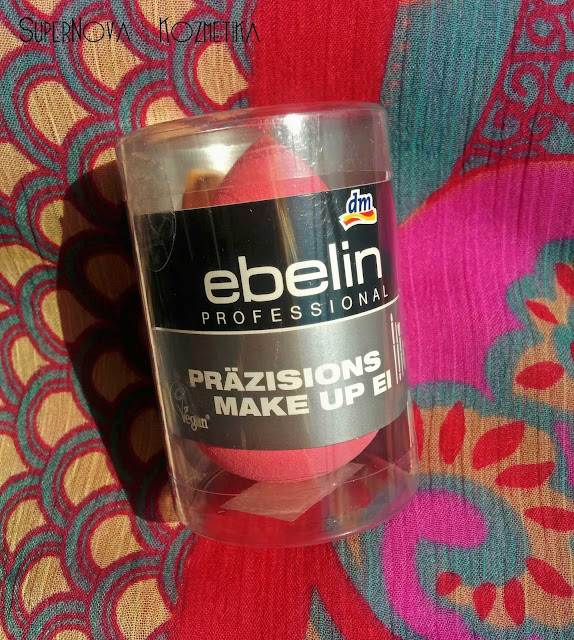 SuperNova Kozmetika
dm
ebelin
PROFESSIONAL
PRÄZISIONS
MAKE UP EI
Vegan